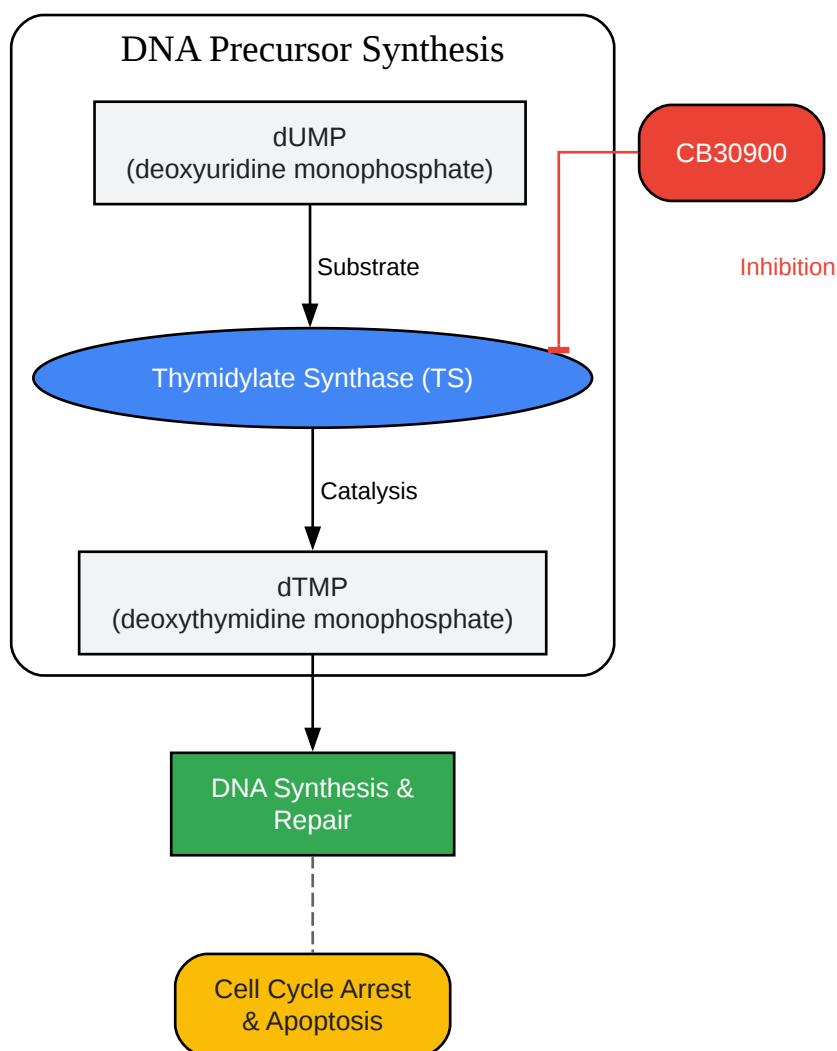 DNA Precursor Synthesis
dUMP
(deoxyuridine monophosphate)
CB30900
Substrate
Inhibition
Thymidylate Synthase (TS)
Catalysis
dTMP
(deoxythymidine monophosphate)
DNA Synthesis &
Repair
Cell Cycle Arrest
& Apoptosis